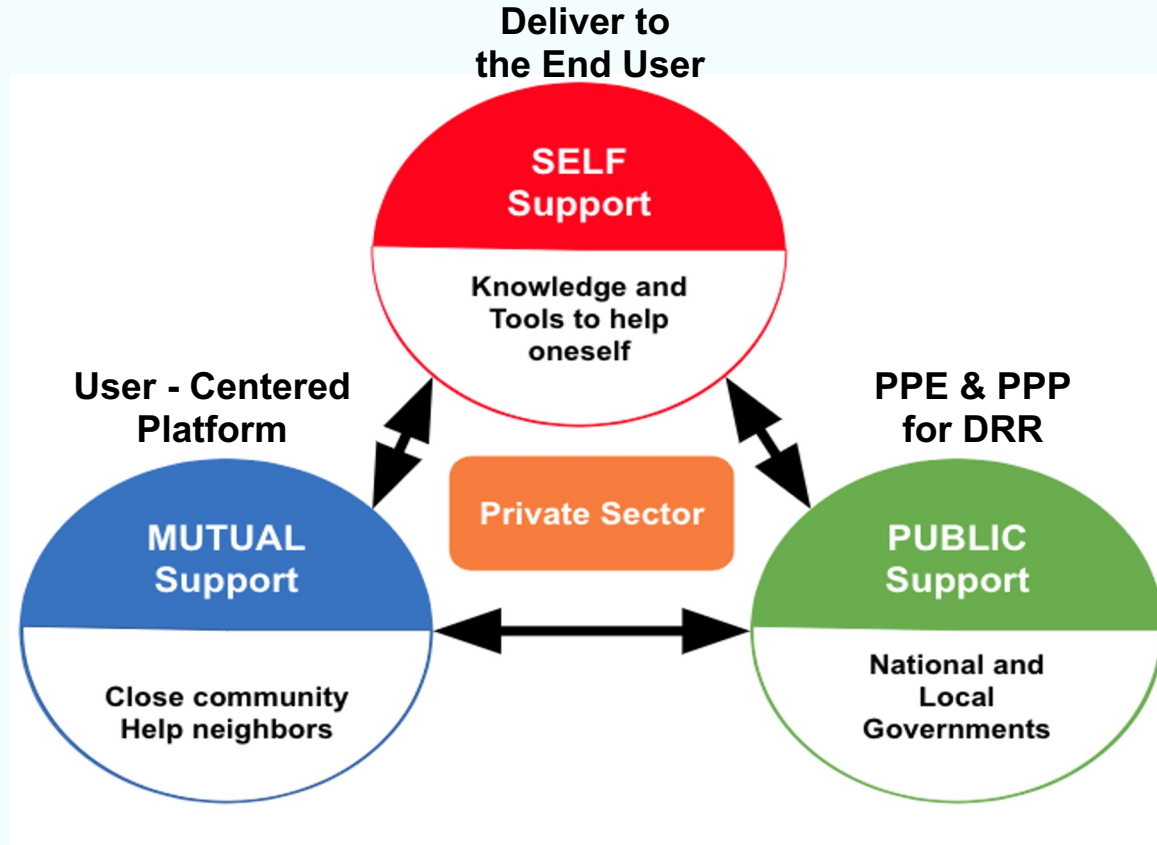 Deliver to
the End User
SELF
Support
Knowledge and
Tools to help
oneself
User - Centered
Platform
PPE & PPP
for DRR
Private Sector
MUTUAL
Support
Close community
Help neighbors
PUBLIC
Support
National and
Local
Governments